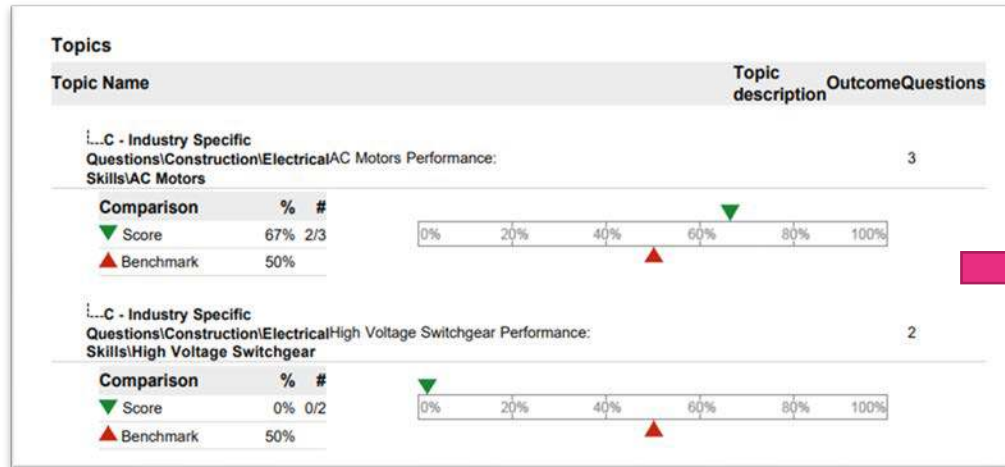 Topics
Topic Name Topic description Outcome Questions
C - Industry Specific
Questions\Construction\Electrical AC Motors Performance: 3
Skills\AC Motors
Comparison % #
Score 67% 2/3
Benchmark 50%
0% 20% 40% 60% 80% 100%
C - Industry Specific
Questions\Construction\Electrical High Voltage Switchgear Performance: 2
Skills\High Voltage Switchgear
Comparison % #
Score 0% 0/2
Benchmark 50%
0% 20% 40% 60% 80% 100%